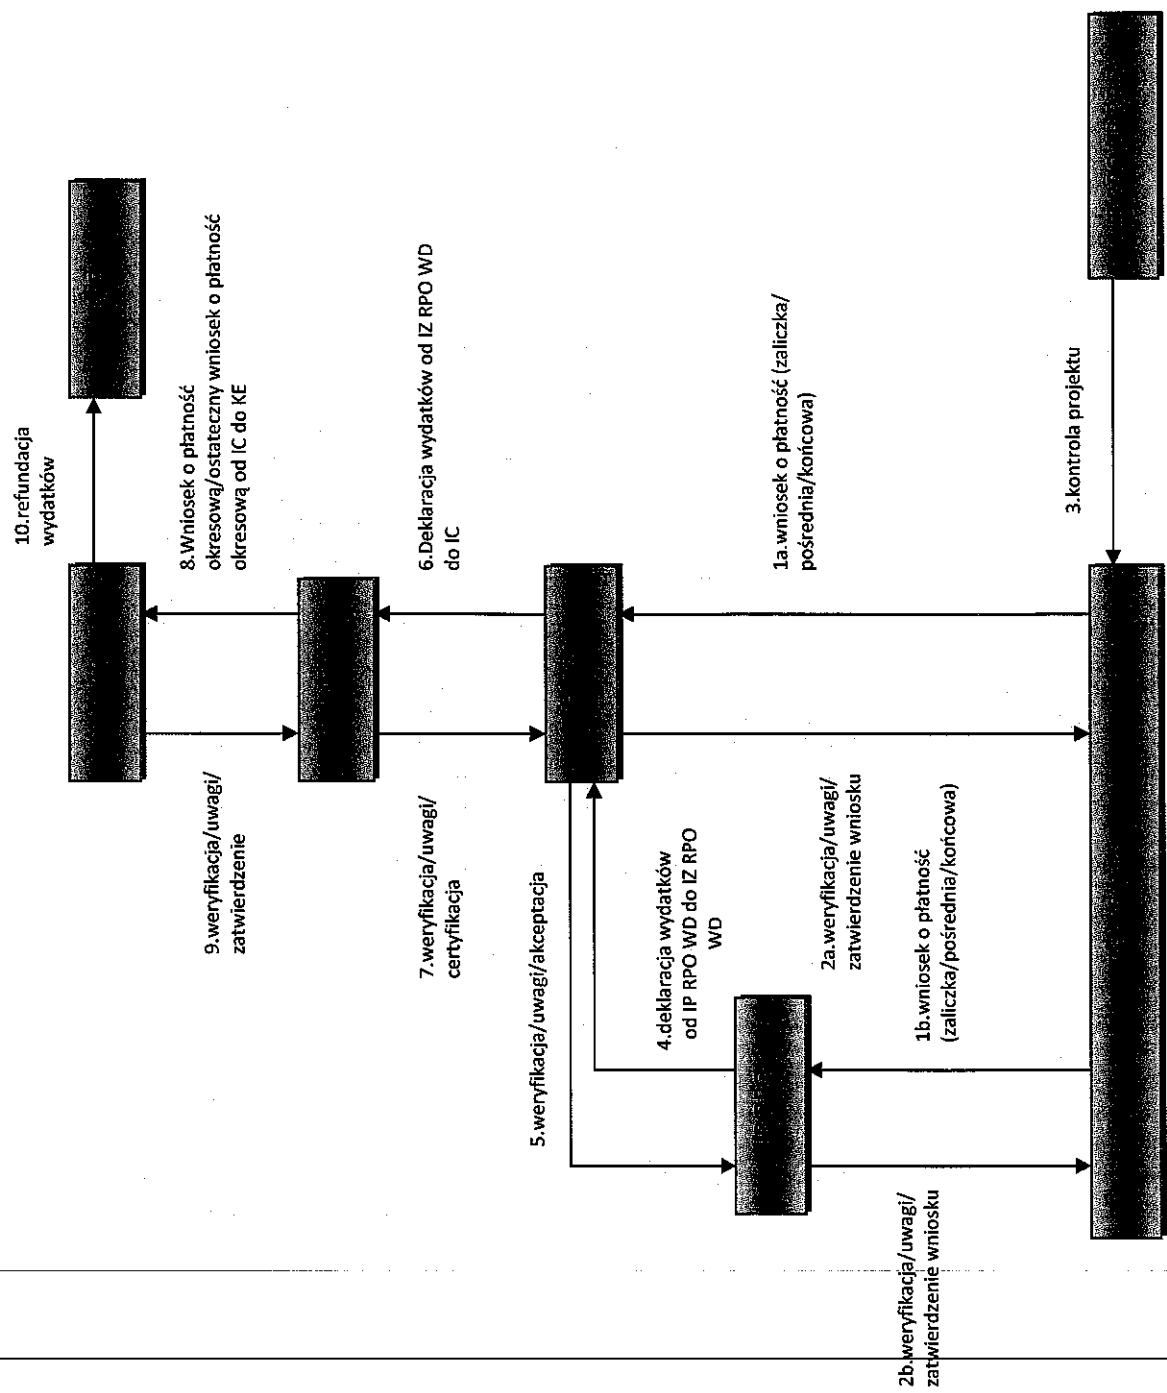 10.refundacja
wydatków
8.Wniosek o płatność
okresową/ostateczny wniosek o płatność
okresową od IC do KE
9.weryfikacja/uwagi/
zatwierdzenie
6.Deklaracja wydatków od IZ RPO WD
do IC
7.weryfikacja/uwagi/
certyfikacja
5.weryfikacja/uwagi/akceptacja
4.deklaracja wydatków
od IP RPO WD do IZ RPO
WD
1a.wniosek o płatność (zaliczka/
pośrednia/końcowa)
2a.weryfikacja/uwagi/
zatwierdzenie wniosku
1b.wniosek o płatność
(zaliczka/pośrednia/końcowa)
2b.weryfikacja/uwagi/
zatwierdzenie wniosku
3.kontrola projektu